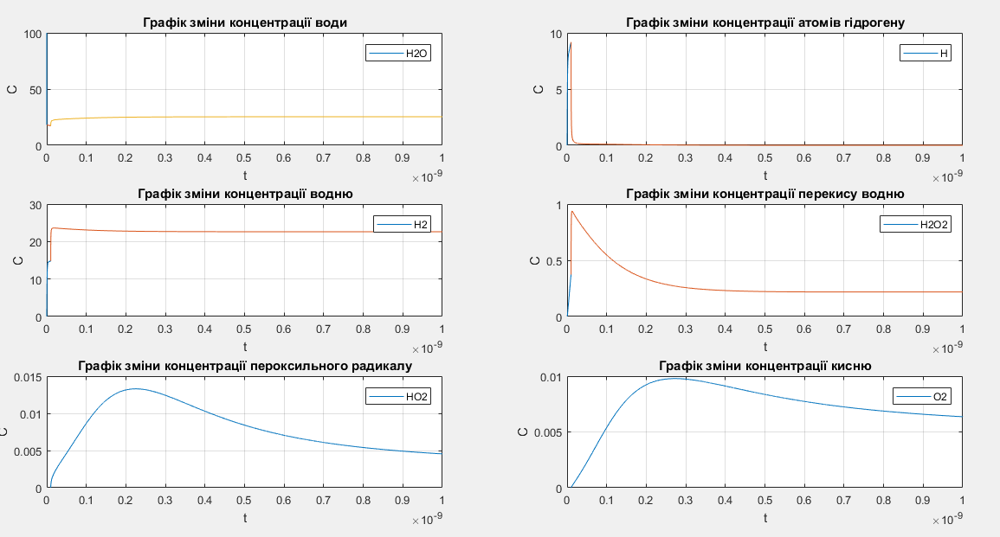 Графік зміни концентрації води
100
50
0
C
H2O
0 0.1 0.2 0.3 0.4 0.5 0.6 0.7 0.8 0.9 1
t
×10-9
Графік зміни концентрації атомів гідрогену
10
5
0
C
H
0 0.1 0.2 0.3 0.4 0.5 0.6 0.7 0.8 0.9 1
t
×10-9
Графік зміни концентрації водню
30
20
10
0
C
H2
0 0.1 0.2 0.3 0.4 0.5 0.6 0.7 0.8 0.9 1
t
×10-9
Графік зміни концентрації перекису водню
1
0.5
0
C
H2O2
0 0.1 0.2 0.3 0.4 0.5 0.6 0.7 0.8 0.9 1
t
×10-9
Графік зміни концентрації пероксильного радикалу
0.015
0.01
0.005
0
C
HO2
0 0.1 0.2 0.3 0.4 0.5 0.6 0.7 0.8 0.9 1
t
×10-9
Графік зміни концентрації кисню
0.01
0.005
0
C
O2
0 0.1 0.2 0.3 0.4 0.5 0.6 0.7 0.8 0.9 1
t
×10-9